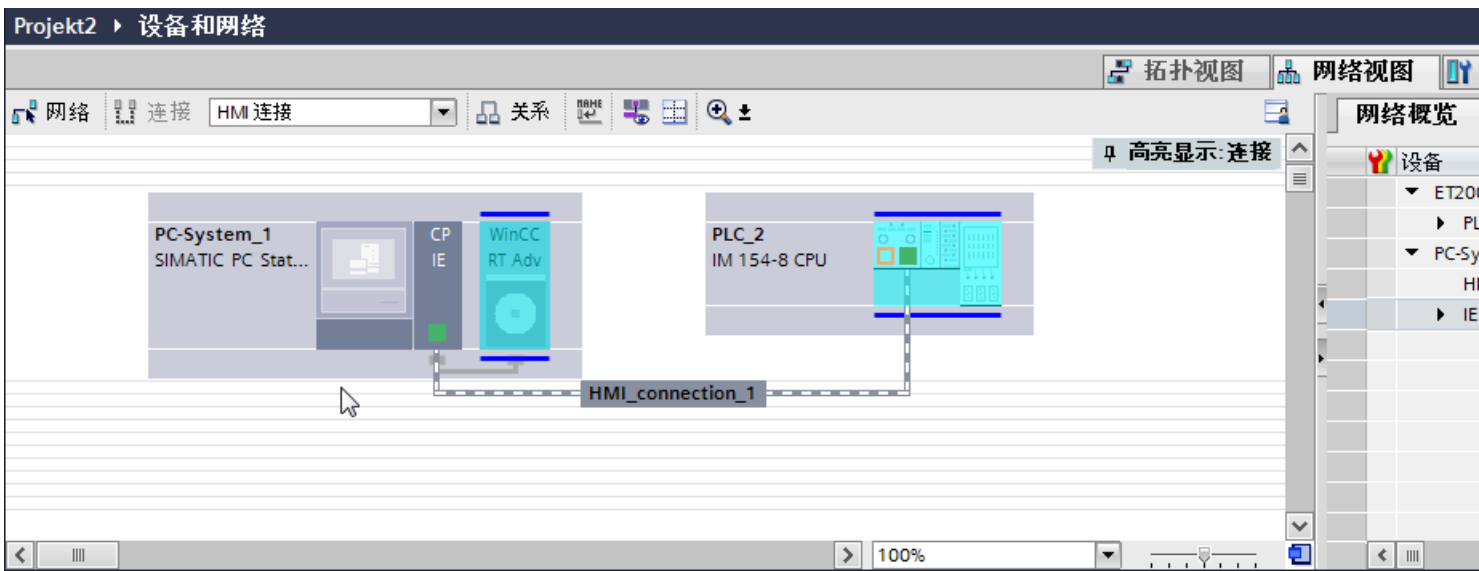 Projekt2 ▸ 设备和网络
拓扑视图 网络视图
网络 连接 HMI 连接 关系 网络概览
高亮显示:连接
设备
PC-System_1
SIMATIC PC Stat...
CP
IE
WinCC
RT Adv
PLC_2
IM 154-8 CPU
ET200
PL
PC-Sy
HI
IE
HMI_connection_1
100%